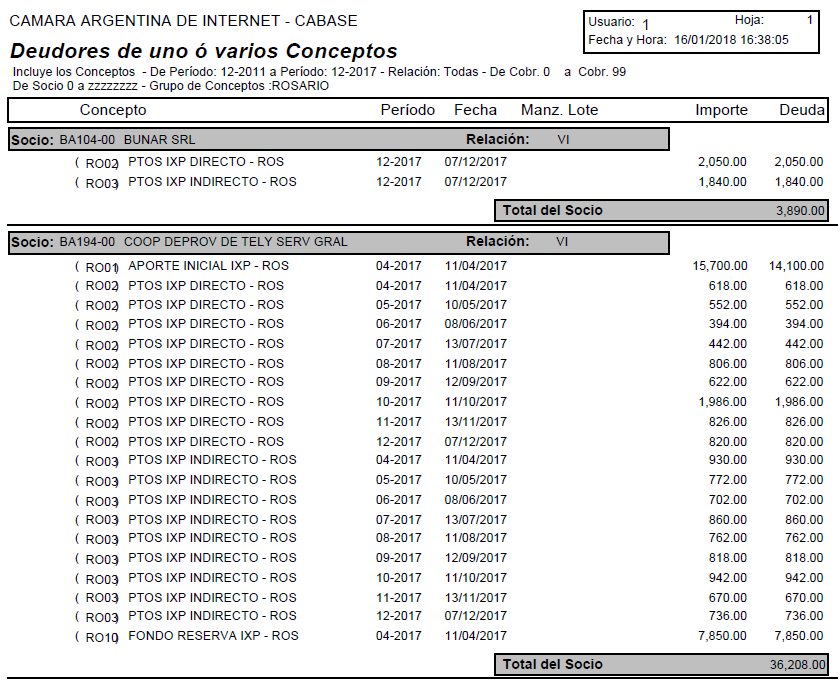 CAMARA ARGENTINA DE INTERNET - CABASE
Usuario: 1 Hoja: 1
Fecha y Hora: 16/01/2018 16:38:05
Deudores de uno ó varios Conceptos
Incluye los Conceptos - De Período: 12-2011 a Período: 12-2017 - Relación: Todas - De Cobr. 0 a Cobr. 99
De Socio 0 a zzzzzzzz - Grupo de Conceptos :ROSARIO
Concepto Período Fecha Manz. Lote Importe Deuda
Socio: BA104-00 BUNAR SRL Relación: VI
( RO02) PTOS IXP DIRECTO - ROS 12-2017 07/12/2017 2,050.00 2,050.00
( RO03) PTOS IXP INDIRECTO - ROS 12-2017 07/12/2017 1,840.00 1,840.00
Total del Socio 3,890.00
Socio: BA194-00 COOP DEPROV DE TELY SERV GRAL Relación: VI
( RO01) APORTE INICIAL IXP - ROS 04-2017 11/04/2017 15,700.00 14,100.00
( RO02) PTOS IXP DIRECTO - ROS 04-2017 11/04/2017 618.00 618.00
( RO02) PTOS IXP DIRECTO - ROS 05-2017 10/05/2017 552.00 552.00
( RO02) PTOS IXP DIRECTO - ROS 06-2017 08/06/2017 394.00 394.00
( RO02) PTOS IXP DIRECTO - ROS 07-2017 13/07/2017 442.00 442.00
( RO02) PTOS IXP DIRECTO - ROS 08-2017 11/08/2017 806.00 806.00
( RO02) PTOS IXP DIRECTO - ROS 09-2017 12/09/2017 622.00 622.00
( RO02) PTOS IXP DIRECTO - ROS 10-2017 11/10/2017 1,986.00 1,986.00
( RO02) PTOS IXP DIRECTO - ROS 11-2017 13/11/2017 826.00 826.00
( RO02) PTOS IXP DIRECTO - ROS 12-2017 07/12/2017 820.00 820.00
( RO03) PTOS IXP INDIRECTO - ROS 04-2017 11/04/2017 930.00 930.00
( RO03) PTOS IXP INDIRECTO - ROS 05-2017 10/05/2017 772.00 772.00
( RO03) PTOS IXP INDIRECTO - ROS 06-2017 08/06/2017 702.00 702.00
( RO03) PTOS IXP INDIRECTO - ROS 07-2017 13/07/2017 860.00 860.00
( RO03) PTOS IXP INDIRECTO - ROS 08-2017 11/08/2017 762.00 762.00
( RO03) PTOS IXP INDIRECTO - ROS 09-2017 12/09/2017 818.00 818.00
( RO03) PTOS IXP INDIRECTO - ROS 10-2017 11/10/2017 942.00 942.00
( RO03) PTOS IXP INDIRECTO - ROS 11-2017 13/11/2017 670.00 670.00
( RO03) PTOS IXP INDIRECTO - ROS 12-2017 07/12/2017 736.00 736.00
( RO10) FONDO RESERVA IXP - ROS 04-2017 11/04/2017 7,850.00 7,850.00
Total del Socio 36,208.00